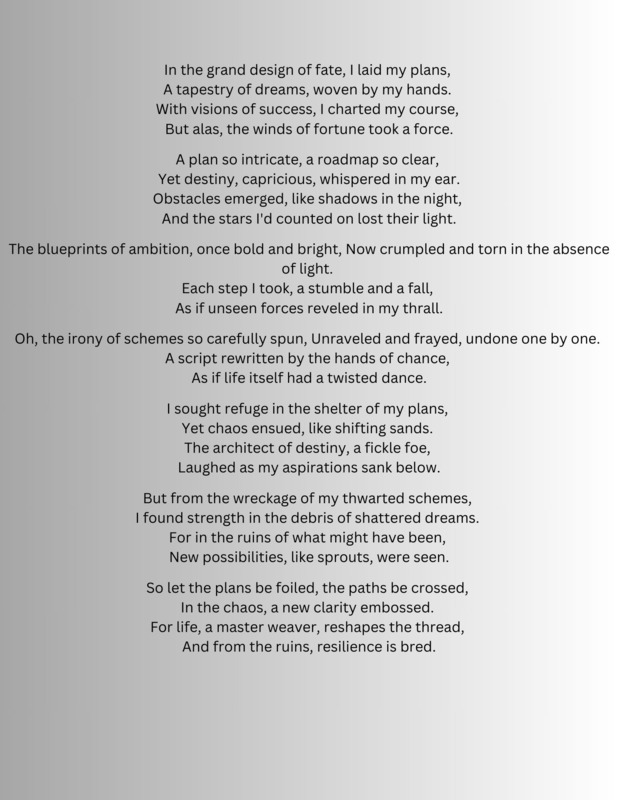 In the grand design of fate, I laid my plans,
A tapestry of dreams, woven by my hands.
With visions of success, I charted my course,
But alas, the winds of fortune took a force.
A plan so intricate, a roadmap so clear,
Yet destiny, capricious, whispered in my ear.
Obstacles emerged, like shadows in the night,
And the stars I'd counted on lost their light.
The blueprints of ambition, once bold and bright, Now crumpled and torn in the absence
of light.
Each step I took, a stumble and a fall,
As if unseen forces reveled in my thrall.
Oh, the irony of schemes so carefully spun, Unraveled and frayed, undone one by one.
A script rewritten by the hands of chance,
As if life itself had a twisted dance.
I sought refuge in the shelter of my plans,
Yet chaos ensued, like shifting sands.
The architect of destiny, a fickle foe,
Laughed as my aspirations sank below.
But from the wreckage of my thwarted schemes,
I found strength in the debris of shattered dreams.
For in the ruins of what might have been,
New possibilities, like sprouts, were seen.
So let the plans be foiled, the paths be crossed,
In the chaos, a new clarity embossed.
For life, a master weaver, reshapes the thread,
And from the ruins, resilience is bred.